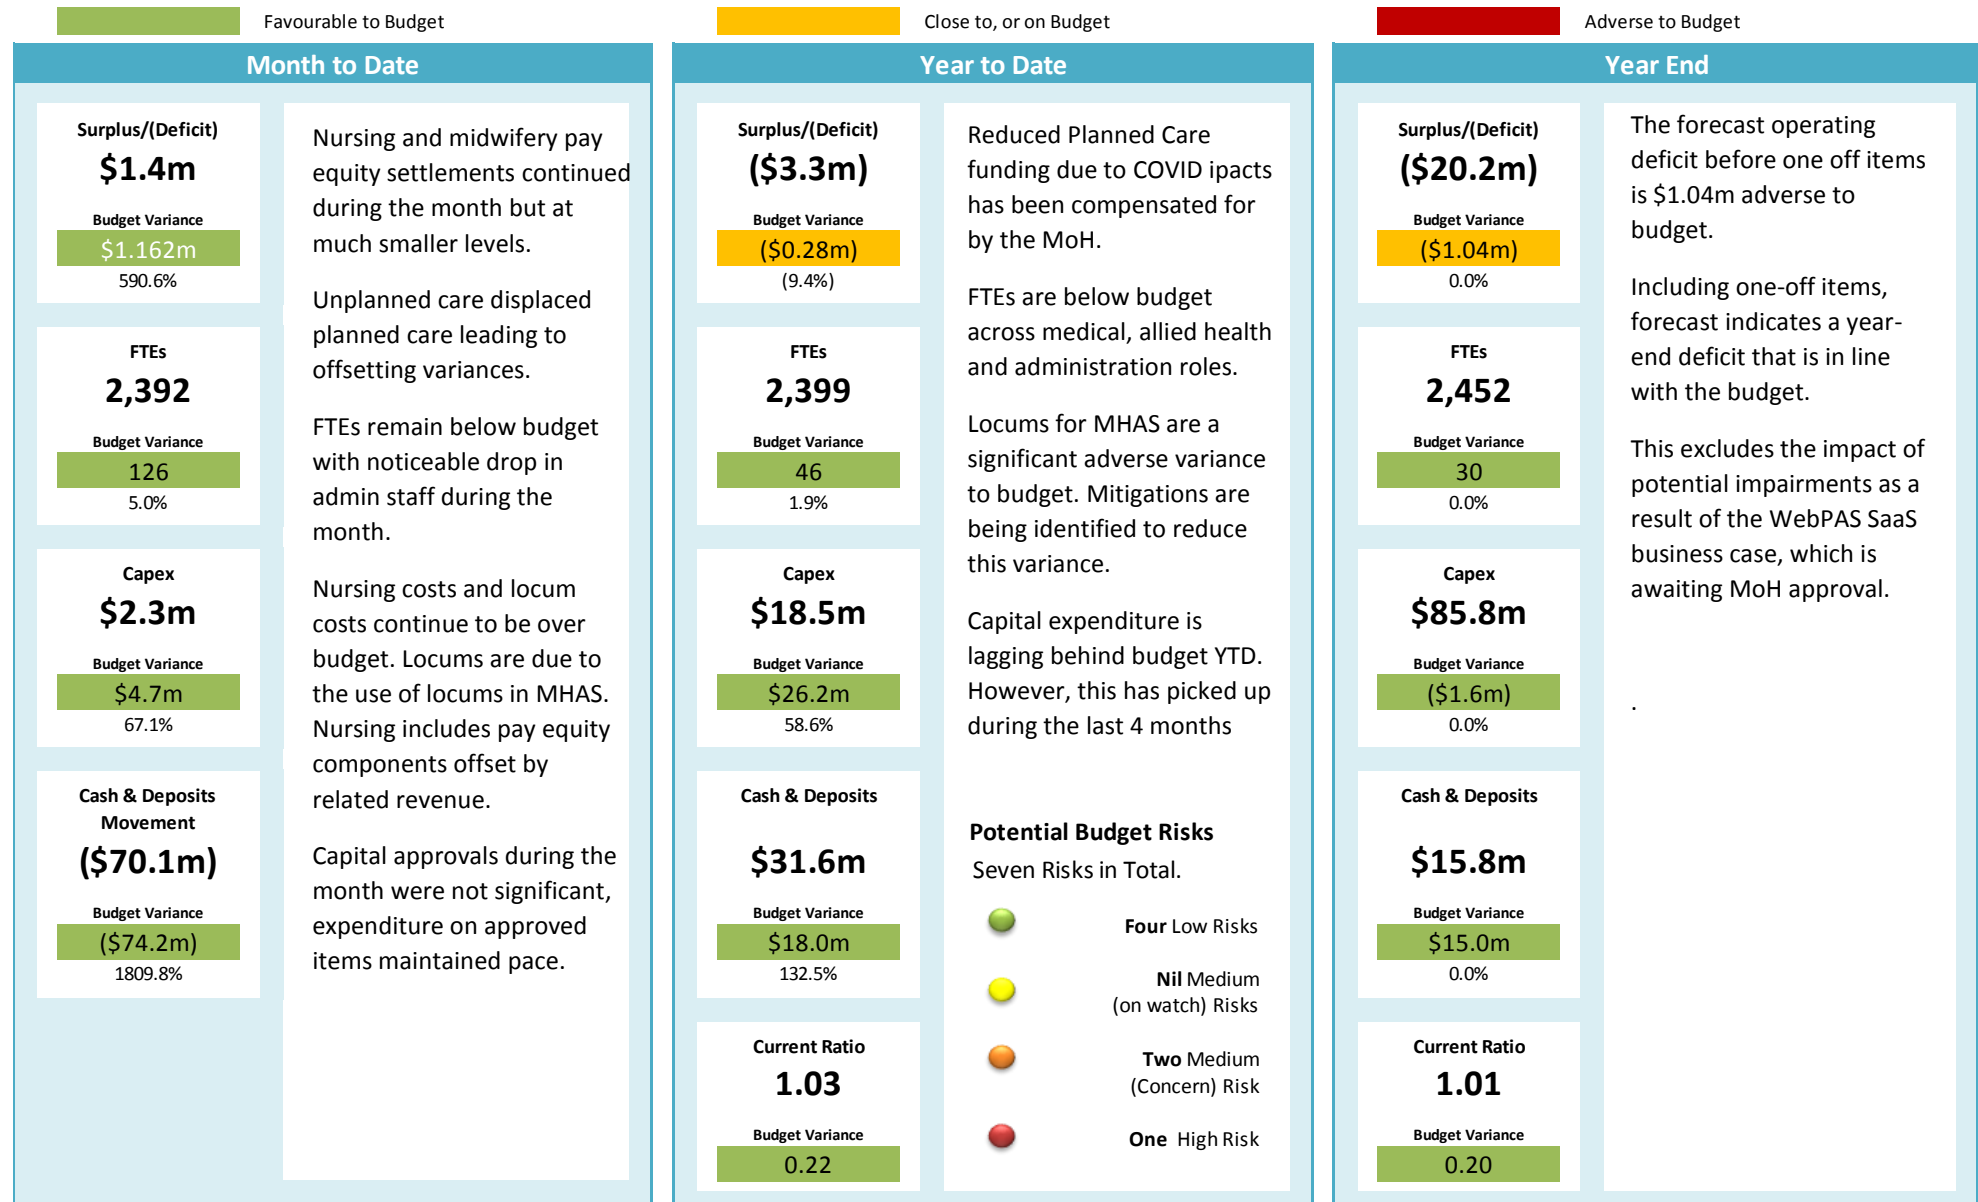 Favourable to Budget
Close to, or on Budget
Adverse to Budget
Month to Date
Surplus/(Deficit)
$1.4m
Budget Variance
$1.162m
590.6%
FTEs
2,392
Budget Variance
126
5.0%
Capex
$2.3m
Budget Variance
$4.7m
67.1%
Cash & Deposits
Movement
($70.1m)
Budget Variance
($74.2m)
1809.8%
Nursing and midwifery pay
equity settlements continued
during the month but at
much smaller levels.
Unplanned care displaced
planned care leading to
offsetting variances.
FTEs remain below budget
with noticeable drop in
admin staff during the
month.
Nursing costs and locum
costs continue to be over
budget. Locums are due to
the use of locums in MHAS.
Nursing includes pay equity
components offset by
related revenue.
Capital approvals during the
month were not significant,
expenditure on approved
items maintained pace.
Year to Date
Surplus/(Deficit)
($3.3m)
Budget Variance
($0.28m)
(9.4%)
FTEs
2,399
Budget Variance
46
1.9%
Capex
$18.5m
Budget Variance
$26.2m
58.6%
Cash & Deposits
$31.6m
Budget Variance
$18.0m
132.5%
Current Ratio
1.03
Budget Variance
0.22
Reduced Planned Care
funding due to COVID ipacts
has been compensated for
by the MoH.
FTEs are below budget
across medical, allied health
and administration roles.
Locums for MHAS are a
significant adverse variance
to budget. Mitigations are
being identified to reduce
this variance.
Capital expenditure is
lagging behind budget YTD.
However, this has picked up
during the last 4 months
Potential Budget Risks
Seven Risks in Total.
Four Low Risks
Nil Medium
(on watch) Risks
Two Medium
(Concern) Risk
One High Risk
Year End
Surplus/(Deficit)
($20.2m)
Budget Variance
($1.04m)
0.0%
FTEs
2,452
Budget Variance
30
0.0%
Capex
$85.8m
Budget Variance
($1.6m)
0.0%
Cash & Deposits
$15.8m
Budget Variance
$15.0m
0.0%
Current Ratio
1.01
Budget Variance
0.20
The forecast operating
deficit before one off items
is $1.04m adverse to
budget.
Including one-off items,
forecast indicates a year-
end deficit that is in line
with the budget.
This excludes the impact of
potential impairments as a
result of the WebPAS SaaS
business case, which is
awaiting MoH approval.
.